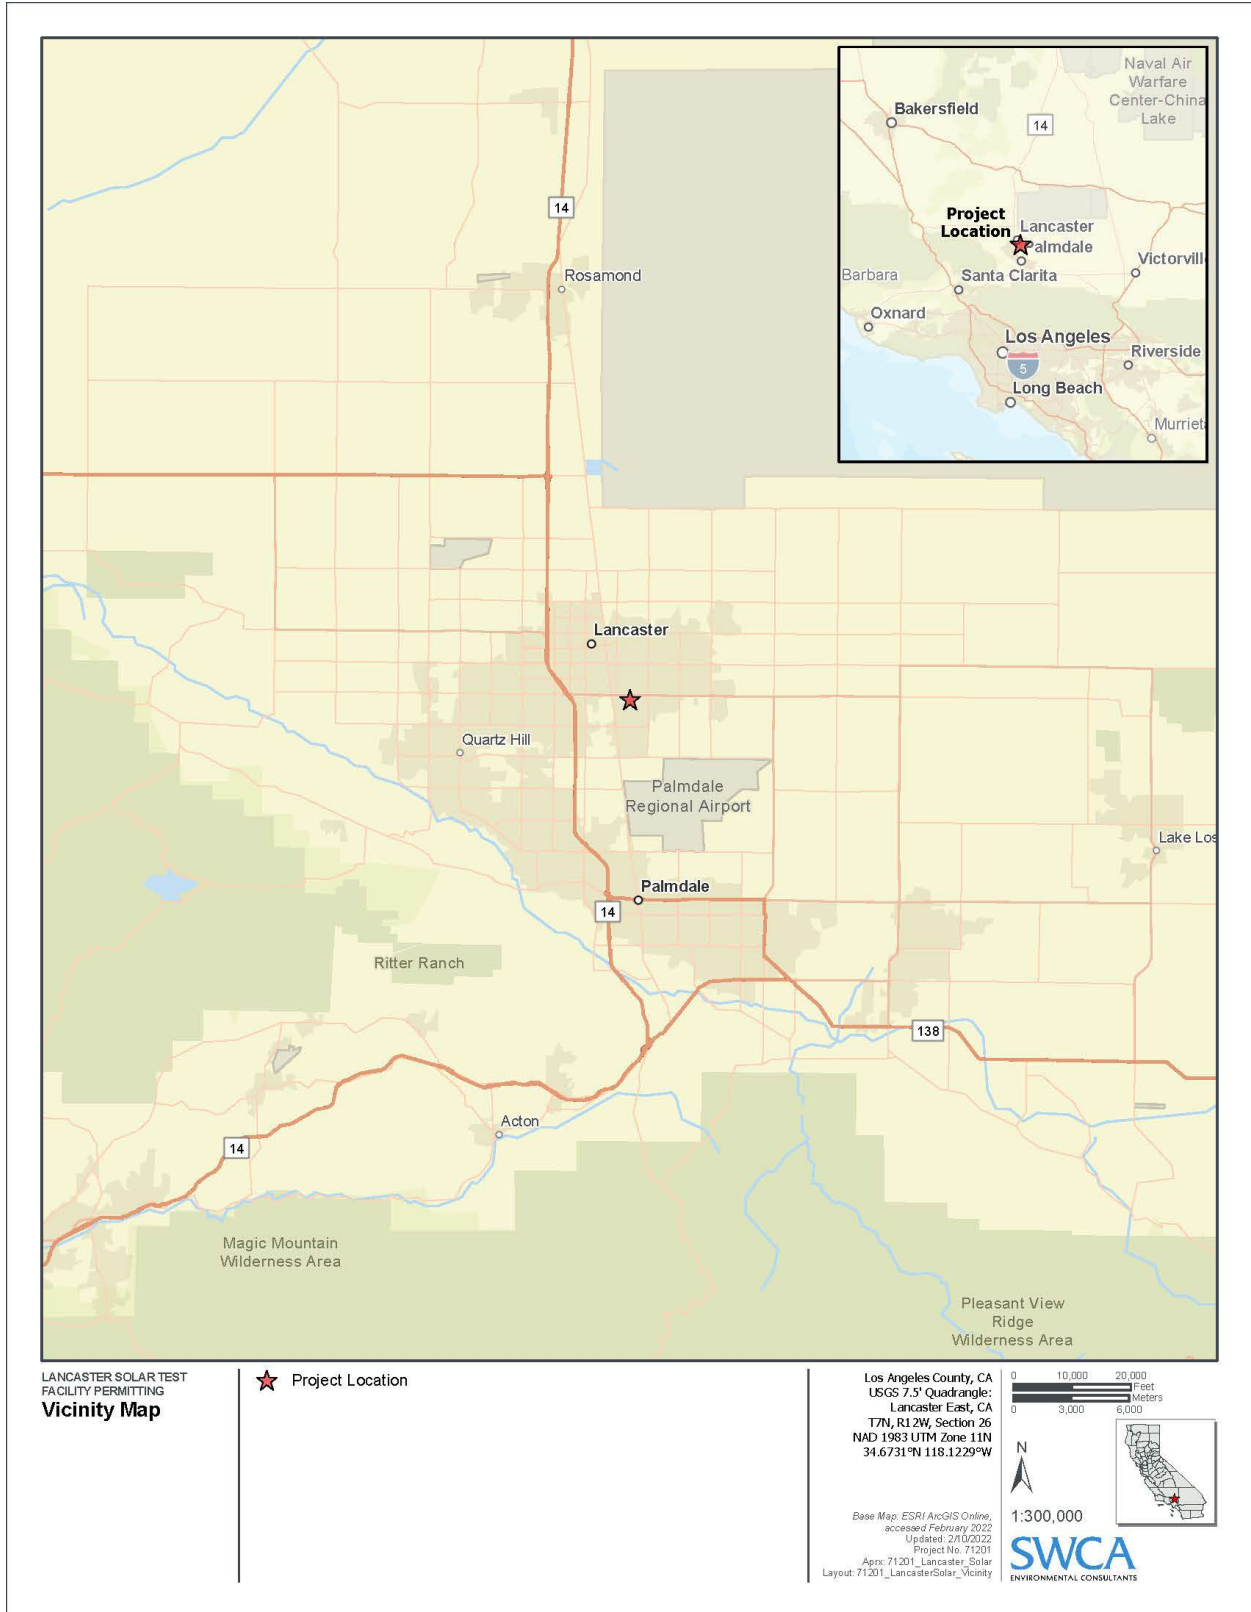 Naval Air
Warfare
Center-China
Lake
Bakersfield
14
Project
Location
Lancaster
Palmdale
Victorville
Barbara
Santa Clarita
Oxnard
Los Angeles
5
Riverside
Long Beach
Murrieta
14
Rosamond
Lancaster
Quartz Hill
Palmdale
Regional Airport
Lake Los
Palmdale
14
Ritter Ranch
138
Acton
14
Magic Mountain
Wilderness Area
Pleasant View
Ridge
Wilderness Area
LANCASTER SOLAR TEST
FACILITY PERMITTING
Vicinity Map
Project Location
Los Angeles County, CA
USGS 7.5' Quadrangle:
Lancaster East, CA
T7N, R12W, Section 26
NAD 1983 UTM Zone 11N
34.6731°N 118.1229°W
Base Map: ESRI ArcGIS Online,
accessed February 2022
Updated: 2/10/2022
Project No. 71201
Aprx: 71201_Lancaster_Solar
Layout: 71201_LancasterSolar_Vicinity
0 10,000 20,000
Feet
Meters
0 3,000 6,000
N
1:300,000
SWCA
ENVIRONMENTAL CONSULTANTS